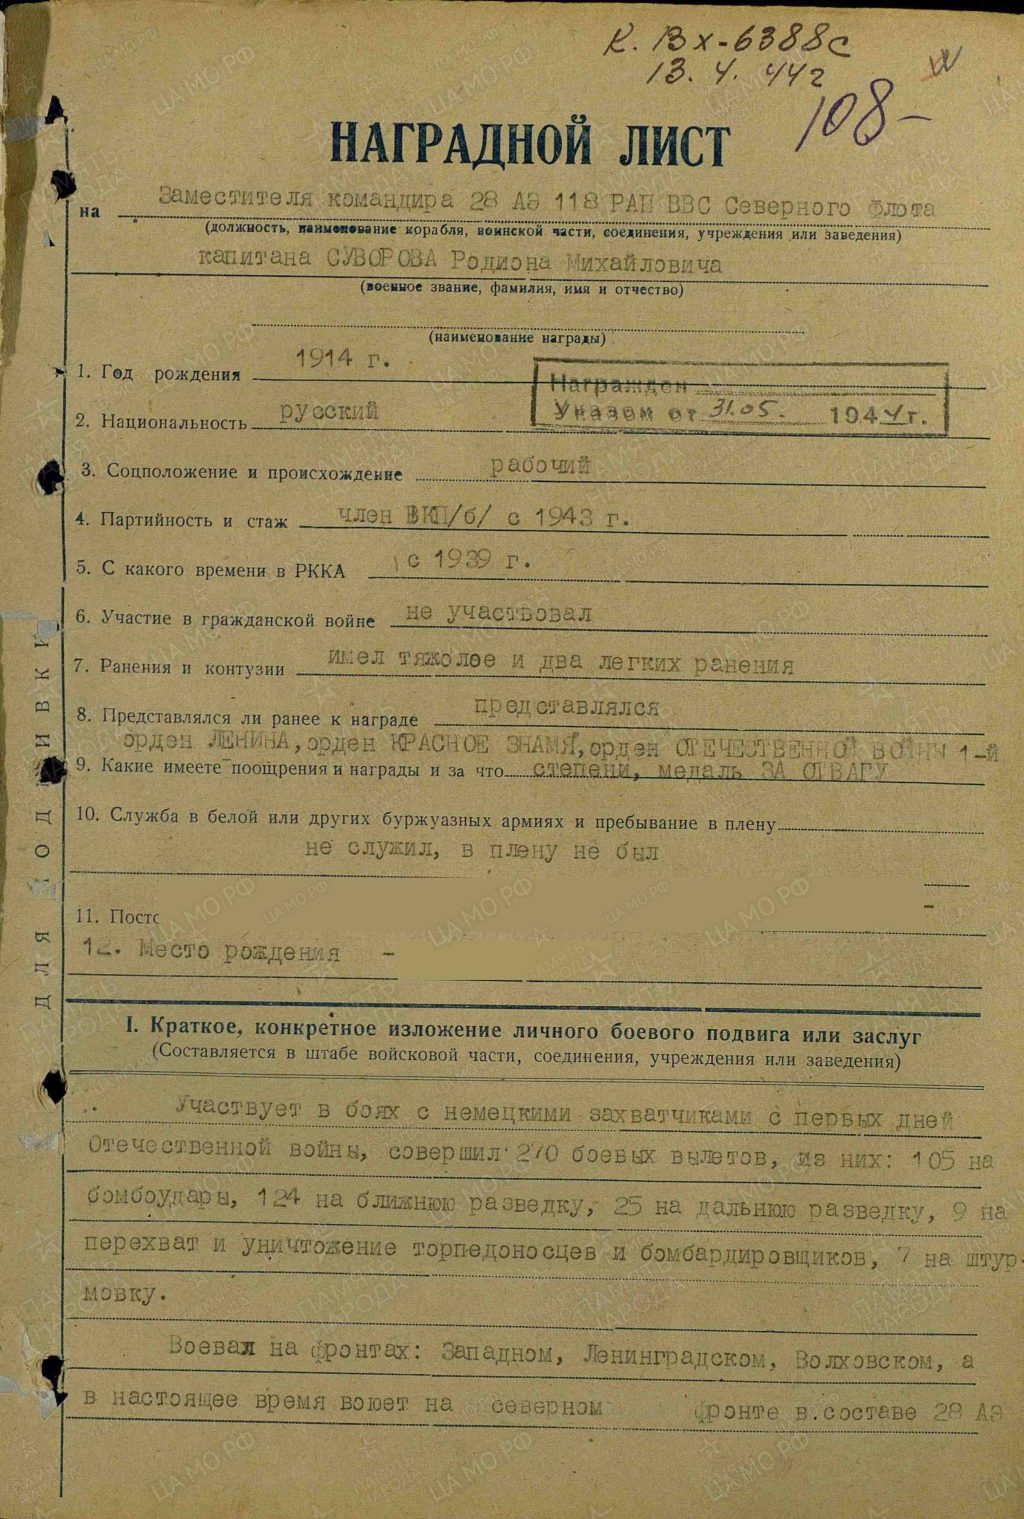 К. Вх-6388с
13. 4. 44г
108-
НАГРАДНОЙ ЛИСТ
на Заместителя командира 28 АЭ 118 РАП ВВС Северного флота
(должность, наименование корабля, воинской части, соединения, учреждения или заведения)
капитана СУВОРОВА Родиона Михайловича
(военное звание, фамилия, имя и отчество)
(наименование награды)
1. Год рождения 1914 г.
Награжден
Указом от 31.05. 1944 г.
2. Национальность русский
3. Соцположение и происхождение рабочий
4. Партийность и стаж член ВКП/б/ с 1943 г.
5. С какого времени в РККА с 1939 г.
6. Участие в гражданской войне не участвовал
7. Ранения и контузии имел тяжолое и два легких ранения
8. Представлялся ли ранее к награде представлялся
орден ЛЕНИНА, орден КРАСНОЕ ЗНАМЯ, орден ОТЕЧЕСТВЕННОЙ ВОЙНЫ 1-й
9. Какие имеете поощрения и награды и за что степени, медаль ЗА ОТВАГУ
10. Служба в белой или других буржуазных армиях и пребывание в плену
не служил, в плену не был
11. Постс
12. Место рождения -
ДЛЯ ПОДШИВКИ
I. Краткое, конкретное изложение личного боевого подвига или заслуг
(Составляется в штабе войсковой части, соединения, учреждения или заведения)
Участвует в боях с немецкими захватчиками с первых дней
Отечественной войны, совершил 270 боевых вылетов, из них: 105 на
бомбоудары, 124 на ближнюю разведку, 25 на дальнюю разведку, 9 на
перехват и уничтожение торпедоносцев и бомбардировщиков, 7 на штур-
мовку.
Воевал на фронтах: Западном, Ленинградском, Волховском, а
в настоящее время воюет на северном фронте в составе 28 АЭ